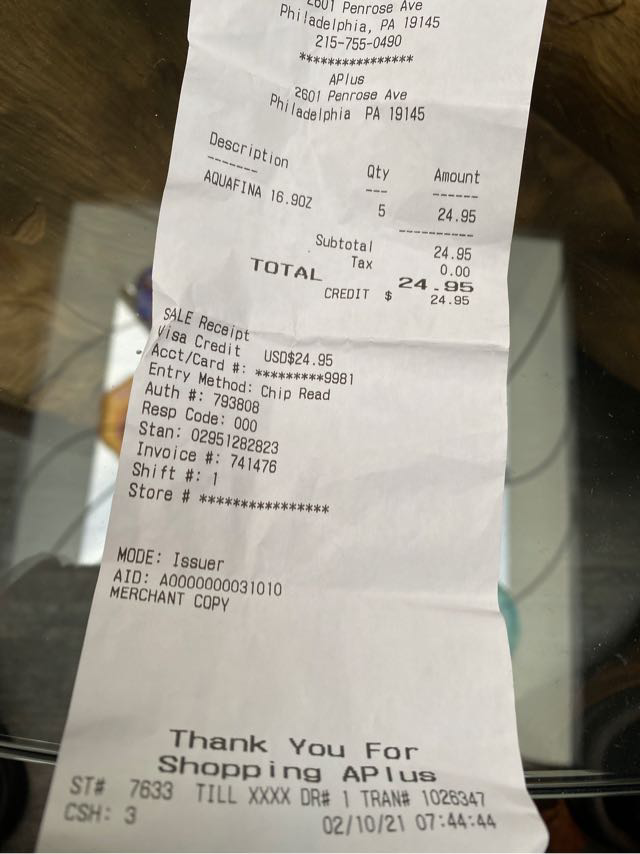 2601 Penrose Ave
Philadelphia, PA 19145
215-755-0490
****************
APlus
2601 Penrose Ave
Philadelphia PA 19145
Description Qty Amount
------- --- ------
AQUAFINA 16.9OZ 5 24.95
----------
Subtotal 24.95
Tax 0.00
TOTAL 24.95
CREDIT $ 24.95
SALE Receipt
Visa Credit USD$24.95
Acct/Card #: *********9981
Entry Method: Chip Read
Auth #: 793808
Resp Code: 000
Stan: 02951282823
Invoice #: 741476
Shift #: 1
Store # ****************
MODE: Issuer
AID: A0000000031010
MERCHANT COPY
Thank You For
Shopping APlus
ST# 7633 TILL XXXX DR# 1 TRAN# 1026347
CSH: 3 02/10/21 07:44:44